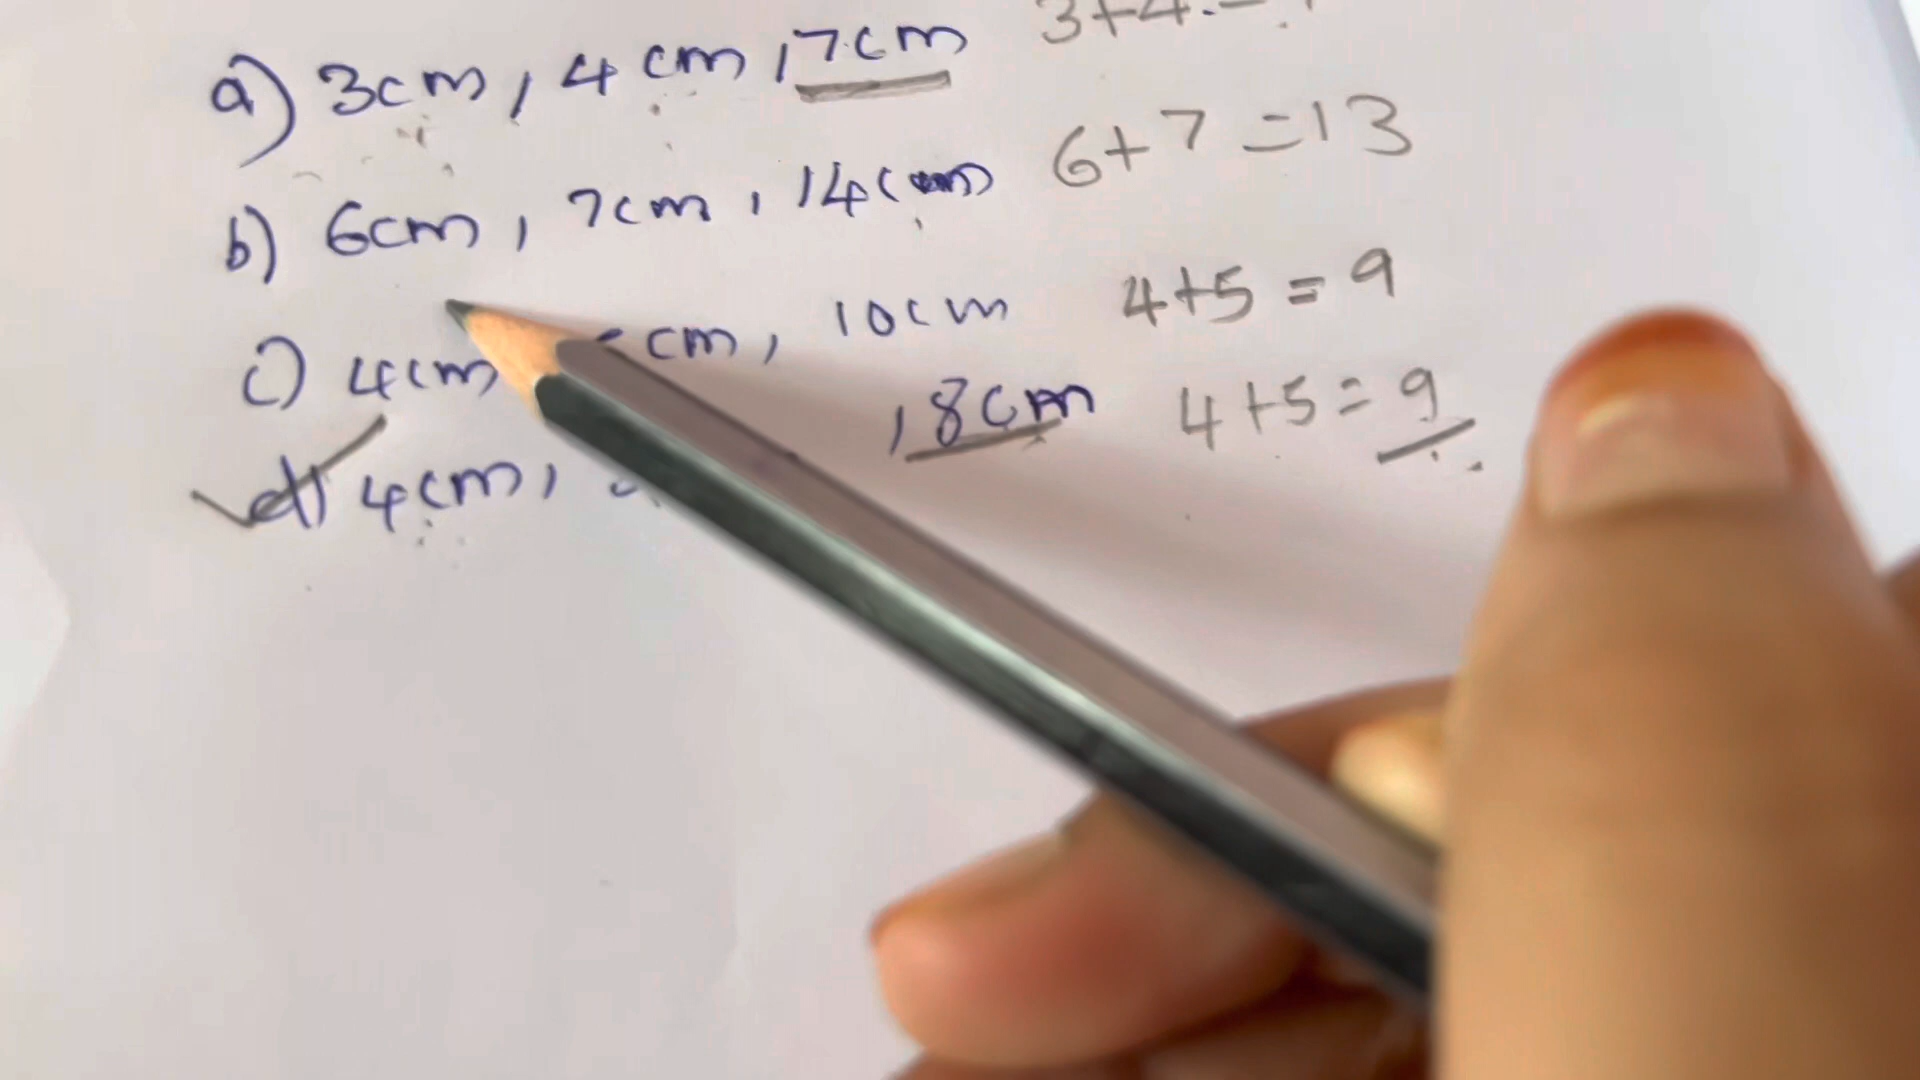 a) 3cm, 4cm, 7cm 3+4 =
b) 6cm, 7cm, 14cm 6+7 =13
c) 4cm cm, 10cm 4+5 = 9
d) 4cm, , 8cm 4+5 = 9